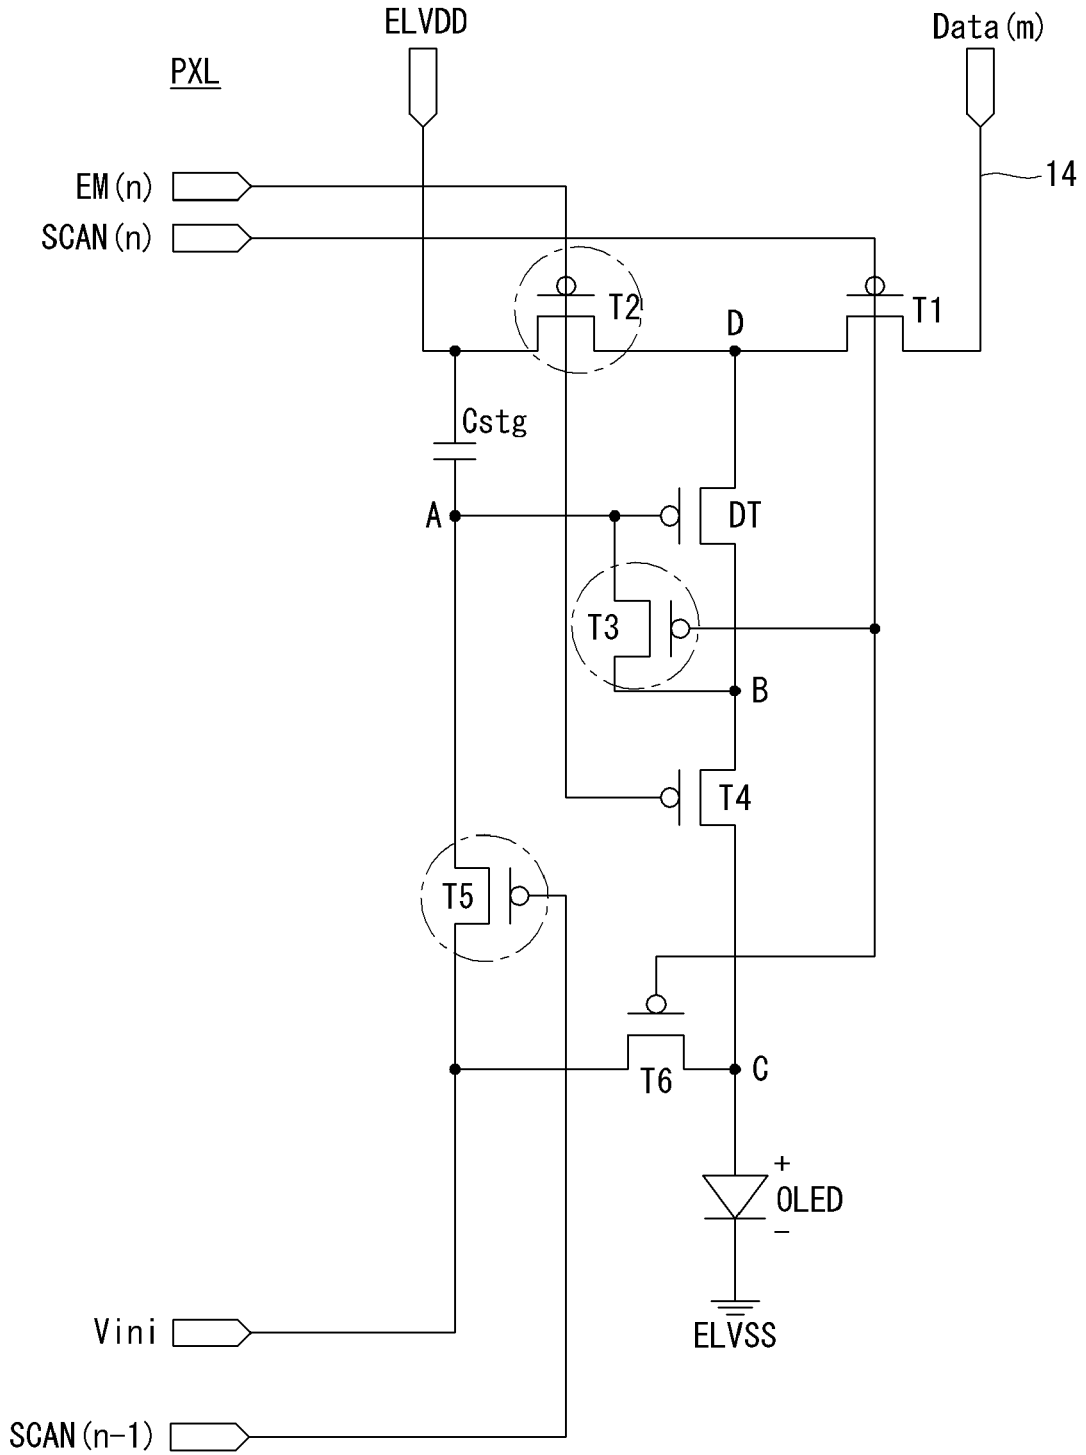 ELVDD
Data(m)
PXL
EM(n)
14
SCAN(n)
T2
D
T1
Cstg
A
DT
T3
B
T4
T5
C
T6
+
OLED
−
Vini
ELVSS
SCAN(n-1)